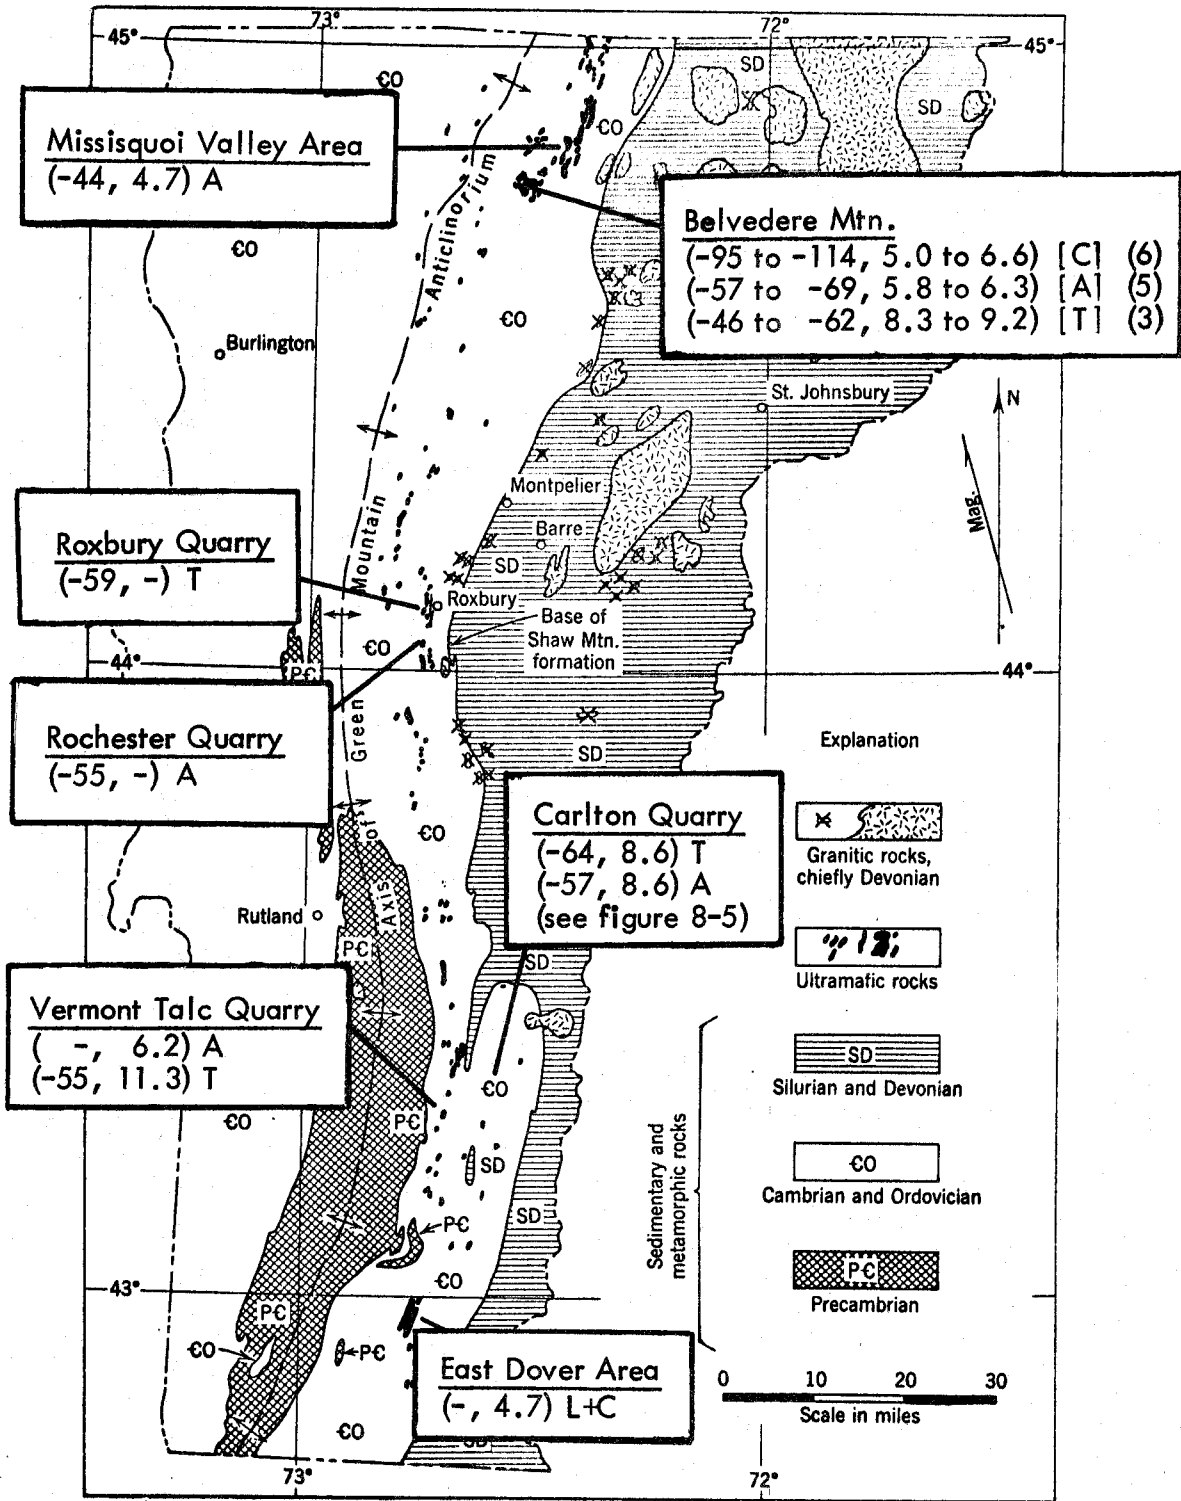 73°
72°
45°
45°
ЄO
SD
SD
ЄO
Missisquoi Valley Area
(-44, 4.7) A
Belvedere Mtn.
(-95 to -114, 5.0 to 6.6) [C] (6)
(-57 to -69, 5.8 to 6.3) [A] (5)
(-46 to -62, 8.3 to 9.2) [T] (3)
Anticlinorium
ЄO
ЄO
Burlington
St. Johnsbury
N
Mag.
Montpelier
Barre
SD
Mountain
Roxbury Quarry
(-59, -) T
Roxbury
Base of
Shaw Mtn.
formation
ЄO
44°
PЄ
44°
Rochester Quarry
(-55, -) A
Green
SD
Explanation
of
ЄO
Carlton Quarry
(-64, 8.6) T
(-57, 8.6) A
(see figure 8-5)
Granitic rocks,
chiefly Devonian
Axis
Rutland
PЄ
SD
Ultramafic rocks
Vermont Talc Quarry
( -, 6.2) A
(-55, 11.3) T
ЄO
SD
Silurian and Devonian
ЄO
PЄ
SD
ЄO
Cambrian and Ordovician
Sedimentary and
metamorphic rocks
PЄ
SD
ЄO
PЄ
Precambrian
43°
PЄ
ЄO
PЄ
East Dover Area
(-, 4.7) L+C
ЄO
SD
0 10 20 30
Scale in miles
73°
72°